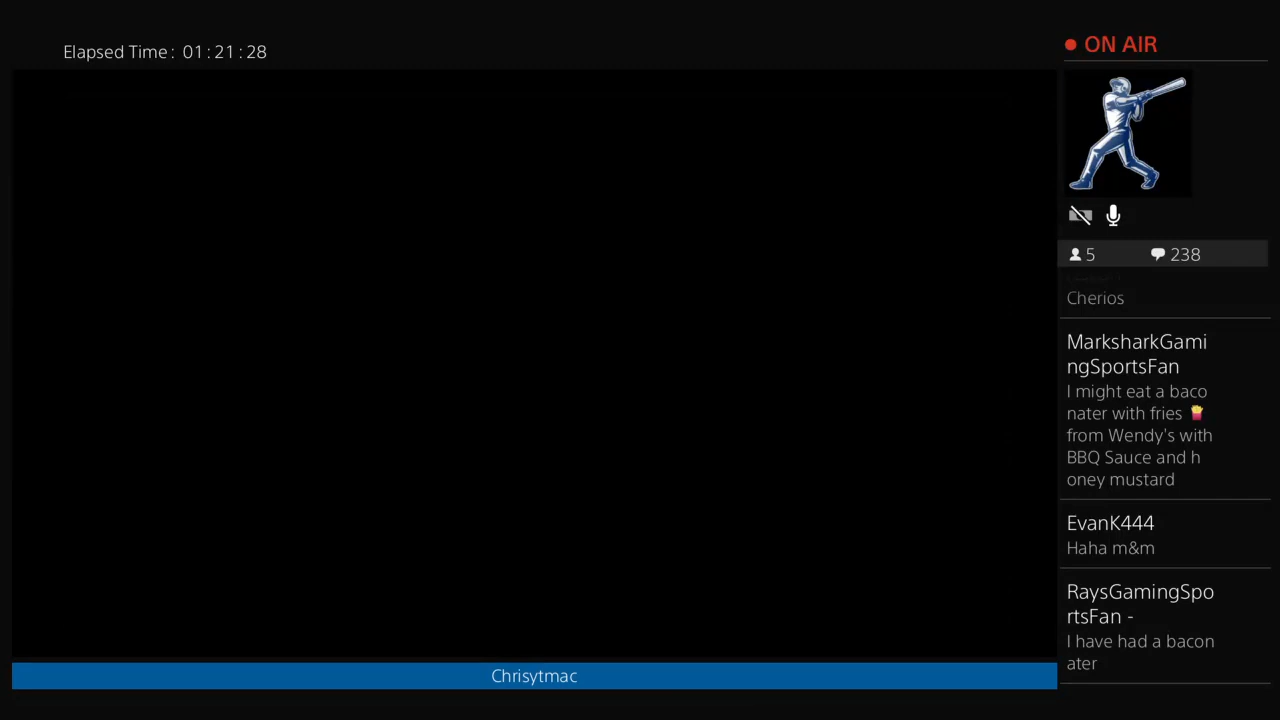 Elapsed Time: 01:21:28
ON AIR
5 238
Cherios
MarksharkGami
ngSportsFan
I might eat a baco
nater with fries 🍟
from Wendy's with
BBQ Sauce and h
oney mustard
EvanK444
Haha m&m
RaysGamingSpo
rtsFan -
I have had a bacon
ater
Chrisytmac